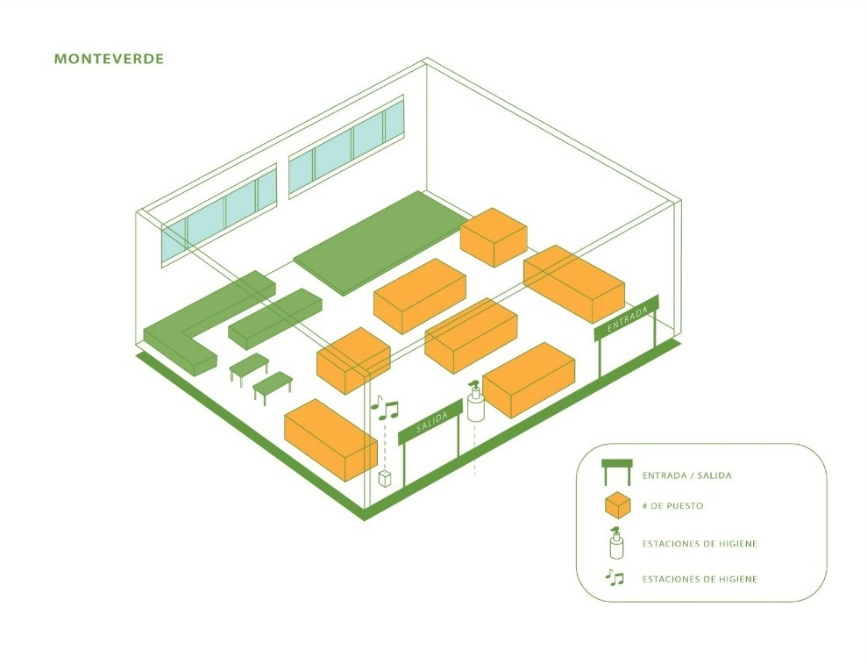 MONTEVERDE
ENTRADA
SALIDA
ENTRADA / SALIDA
# DE PUESTO
ESTACIONES DE HIGIENE
ESTACIONES DE HIGIENE